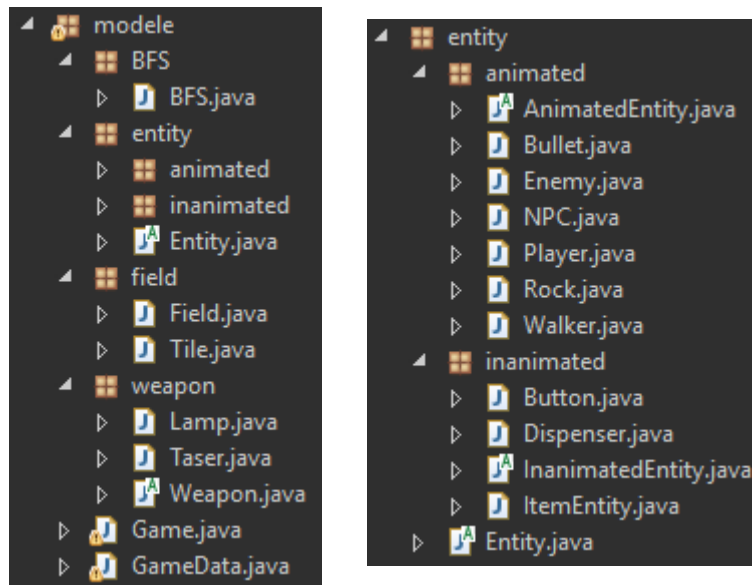 modele
BFS
BFS.java
entity
animated
inanimated
Entity.java
field
Field.java
Tile.java
weapon
Lamp.java
Taser.java
Weapon.java
Game.java
GameData.java
entity
animated
AnimatedEntity.java
Bullet.java
Enemy.java
NPC.java
Player.java
Rock.java
Walker.java
inanimated
Button.java
Dispenser.java
InanimatedEntity.java
ItemEntity.java
Entity.java